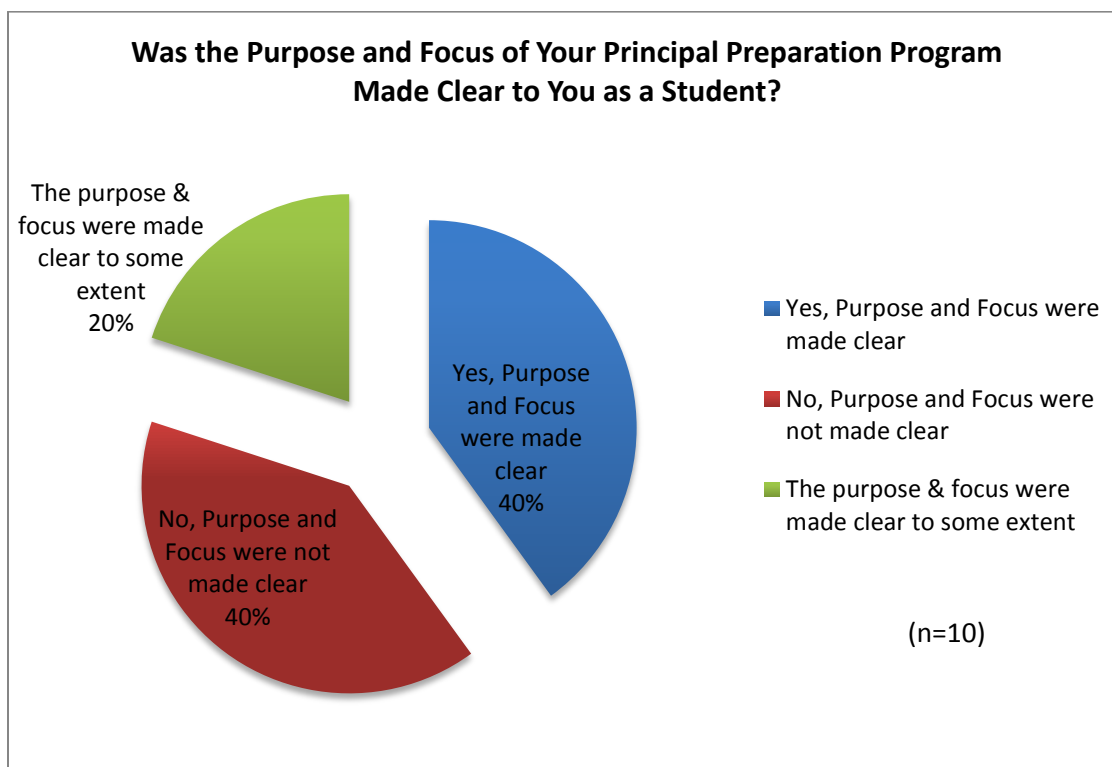 Was the Purpose and Focus of Your Principal Preparation Program
Made Clear to You as a Student?
The purpose &
focus were made
clear to some
extent
20%
Yes, Purpose
and Focus
were made
clear
40%
No, Purpose and
Focus were not
made clear
40%
Yes, Purpose and Focus were
made clear
No, Purpose and Focus were
not made clear
The purpose & focus were
made clear to some extent
(n=10)